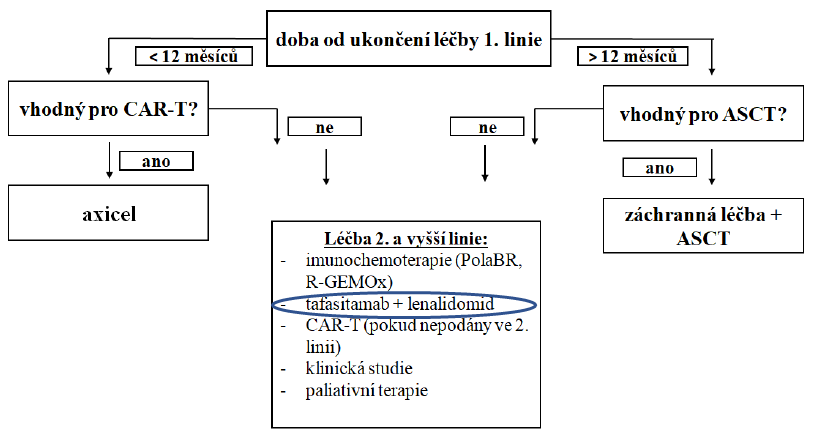 doba od ukončení léčby 1. linie
< 12 měsíců
> 12 měsíců
vhodný pro CAR-T?
vhodný pro ASCT?
ne
ne
ano
ano
axicel
záchranná léčba +
ASCT
Léčba 2. a vyšší linie:
- imunochemoterapie (PolaBR,
R-GEMOx)
- tafasitamab + lenalidomid
- CAR-T (pokud nepodány ve 2.
linii)
- klinická studie
- paliativní terapie